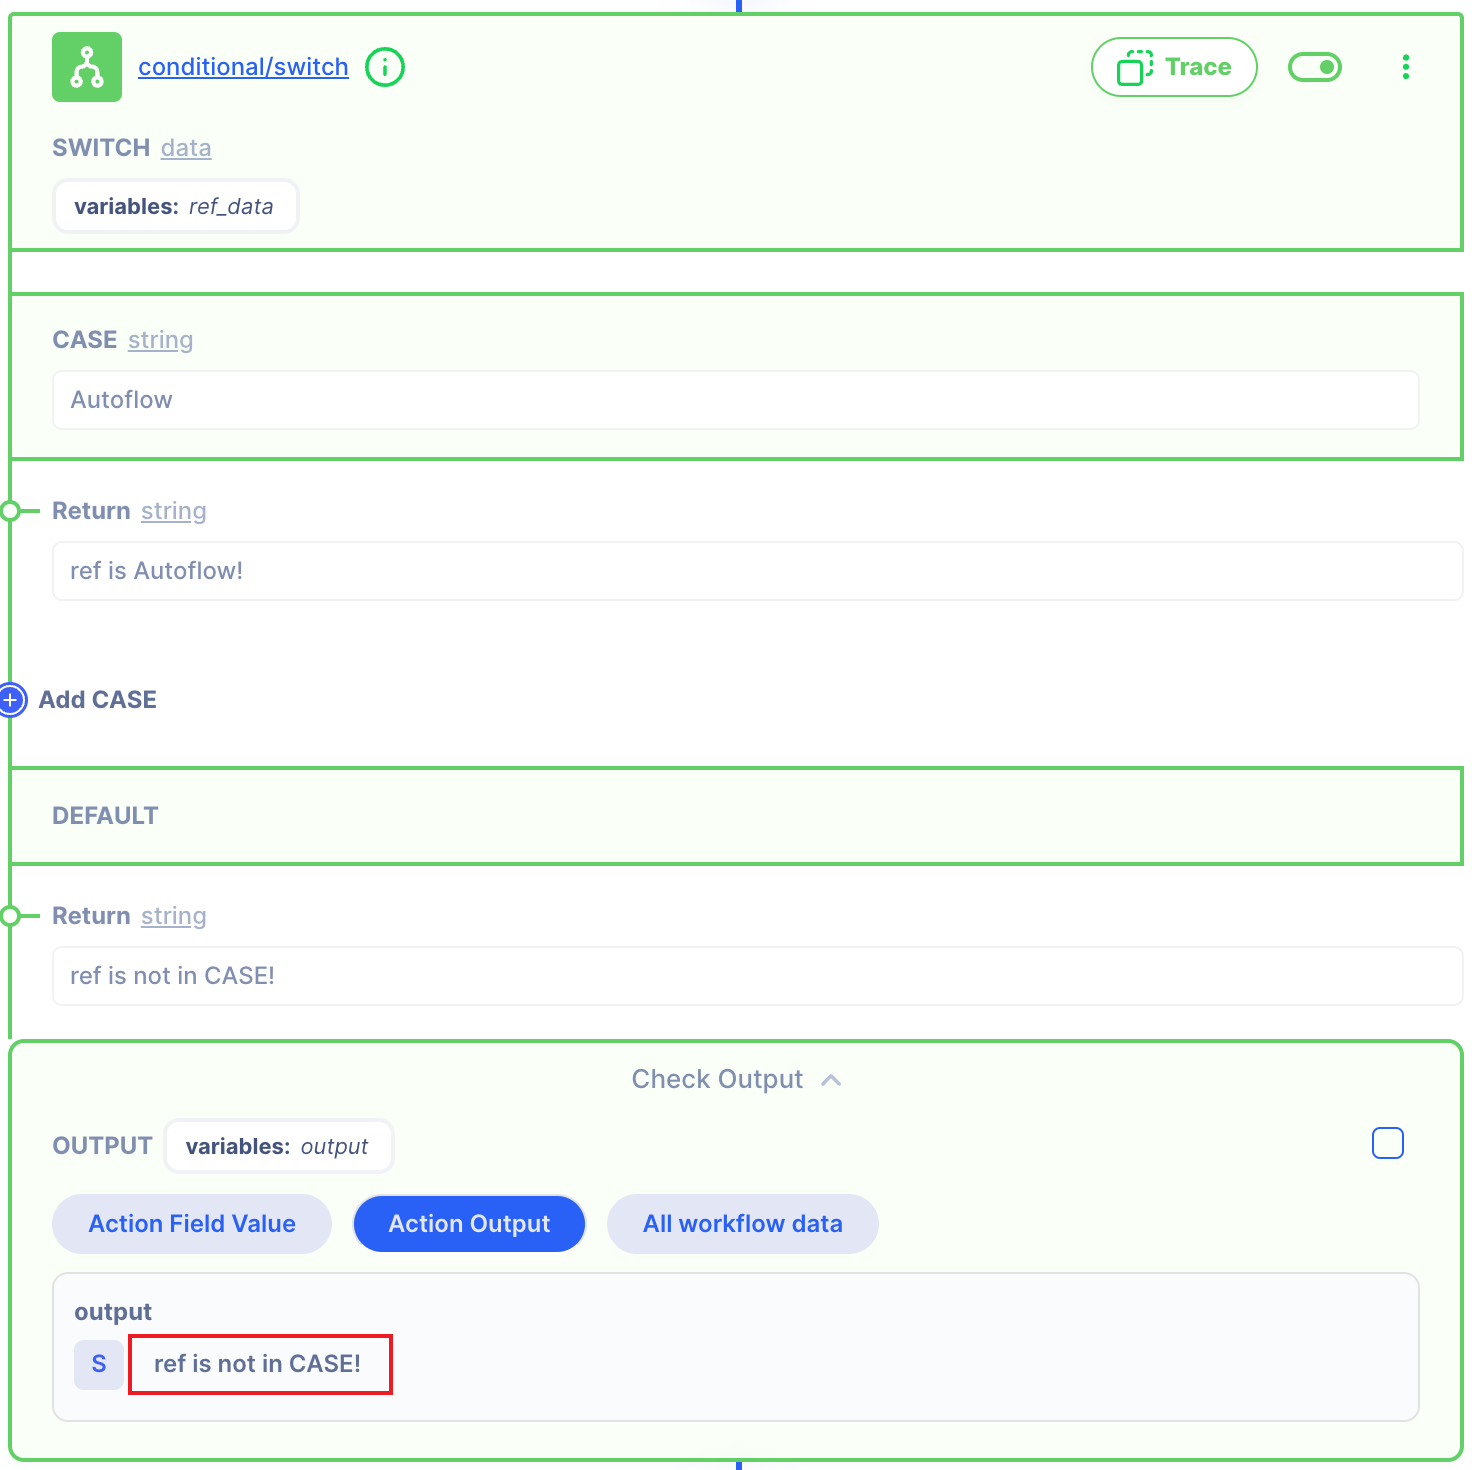 conditional/switch
Trace
SWITCH data
variables: ref_data
CASE string
Autoflow
Return string
ref is Autoflow!
Add CASE
DEFAULT
Return string
ref is not in CASE!
Check Output
OUTPUT variables: output
Action Field Value Action Output All workflow data
output
S ref is not in CASE!